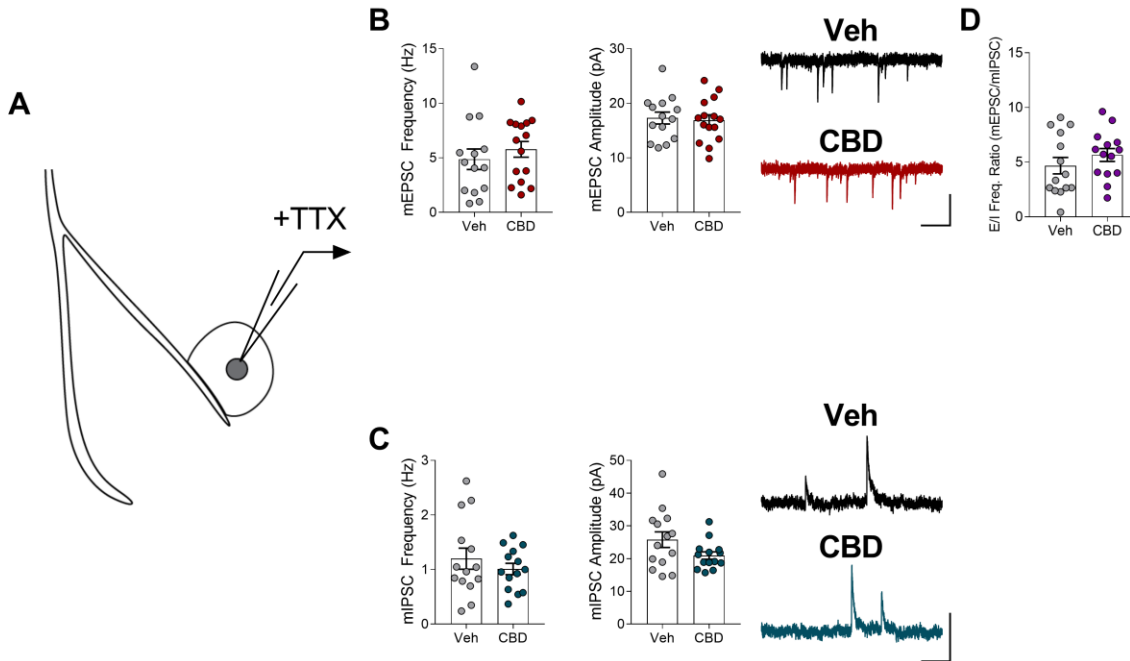 A
+TTX
B
mEPSC Frequency (Hz)
15
10
5
0
Veh
CBD
mEPSC Amplitude (pA)
30
20
10
0
Veh
CBD
Veh
CBD
D
E/I Freq. Ratio (mEPSC/mIPSC)
15
10
5
0
Veh
CBD
C
mIPSC Frequency (Hz)
3
2
1
0
Veh
CBD
mIPSC Amplitude (pA)
50
40
30
20
10
0
Veh
CBD
Veh
CBD